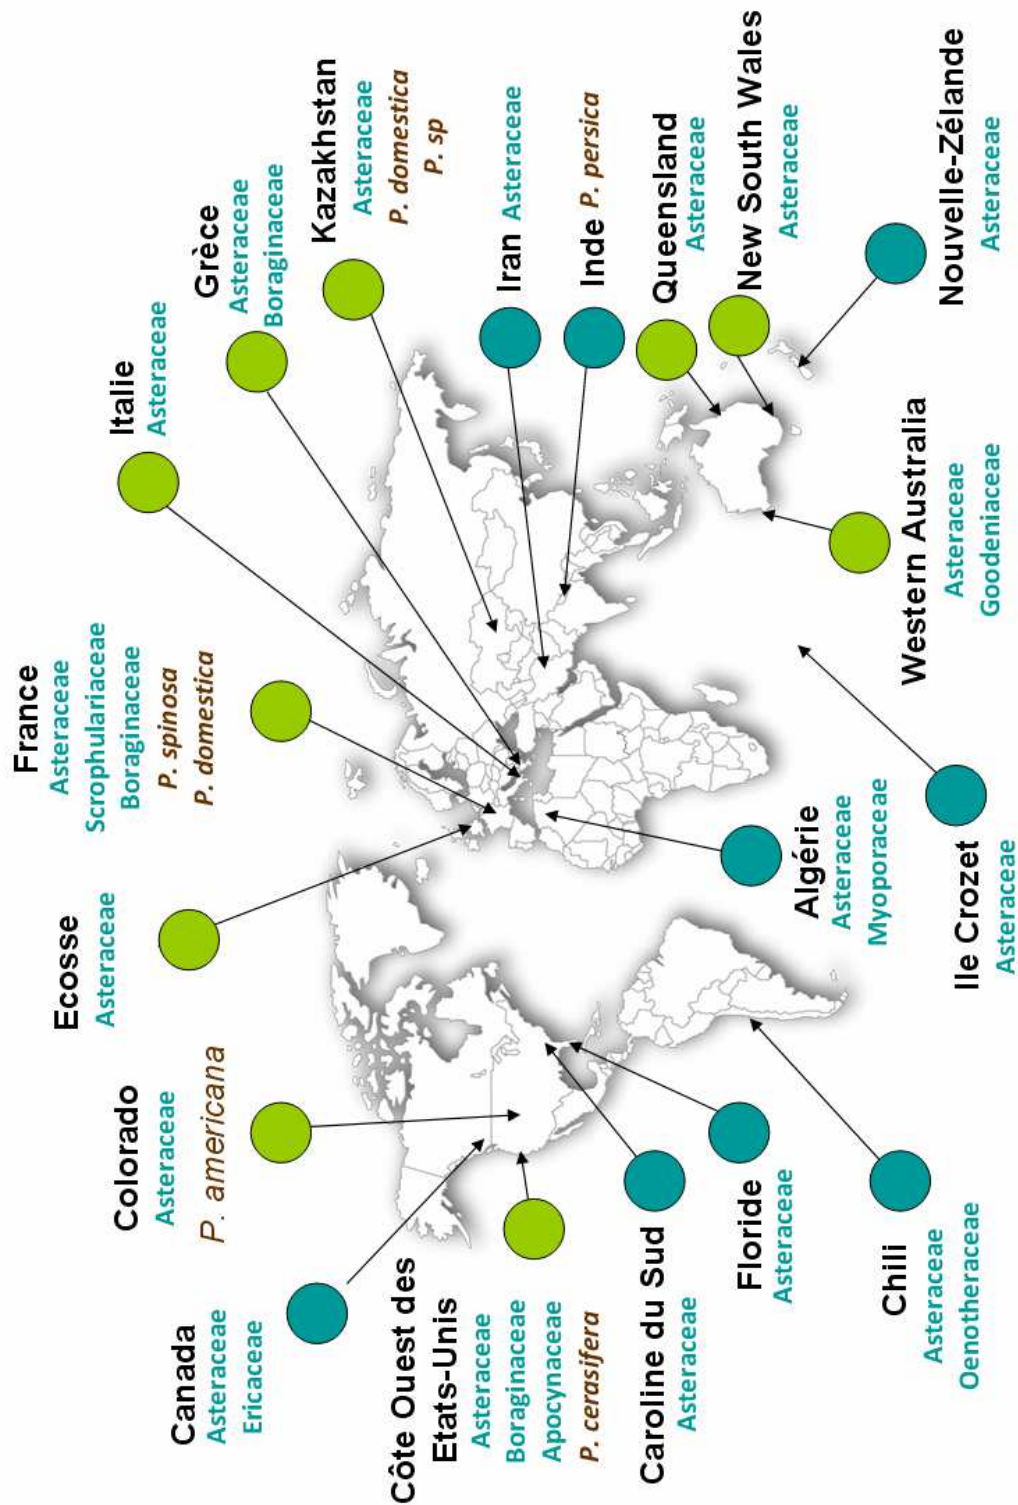 France
Asteraceae
Scrophulariaceae
Boraginaceae
P. spinosa
P. domestica
Ecosse
Asteraceae
Italie
Asteraceae
Grèce
Asteraceae
Boraginaceae
Colorado
Asteraceae
P. americana
Canada
Asteraceae
Ericaceae
Kazakhstan
Asteraceae
P. domestica
P. sp
Côte Ouest des
Etats-Unis
Asteraceae
Boraginaceae
Apocynaceae
P. cerasifera
Iran Asteraceae
Inde P. persica
Caroline du Sud
Asteraceae
Queensland
Asteraceae
Floride
Asteraceae
New South Wales
Asteraceae
Algérie
Asteraceae
Myoporaceae
Chili
Asteraceae
Oenotheraceae
Western Australia
Asteraceae
Goodeniaceae
Nouvelle-Zélande
Asteraceae
Ile Crozet
Asteraceae